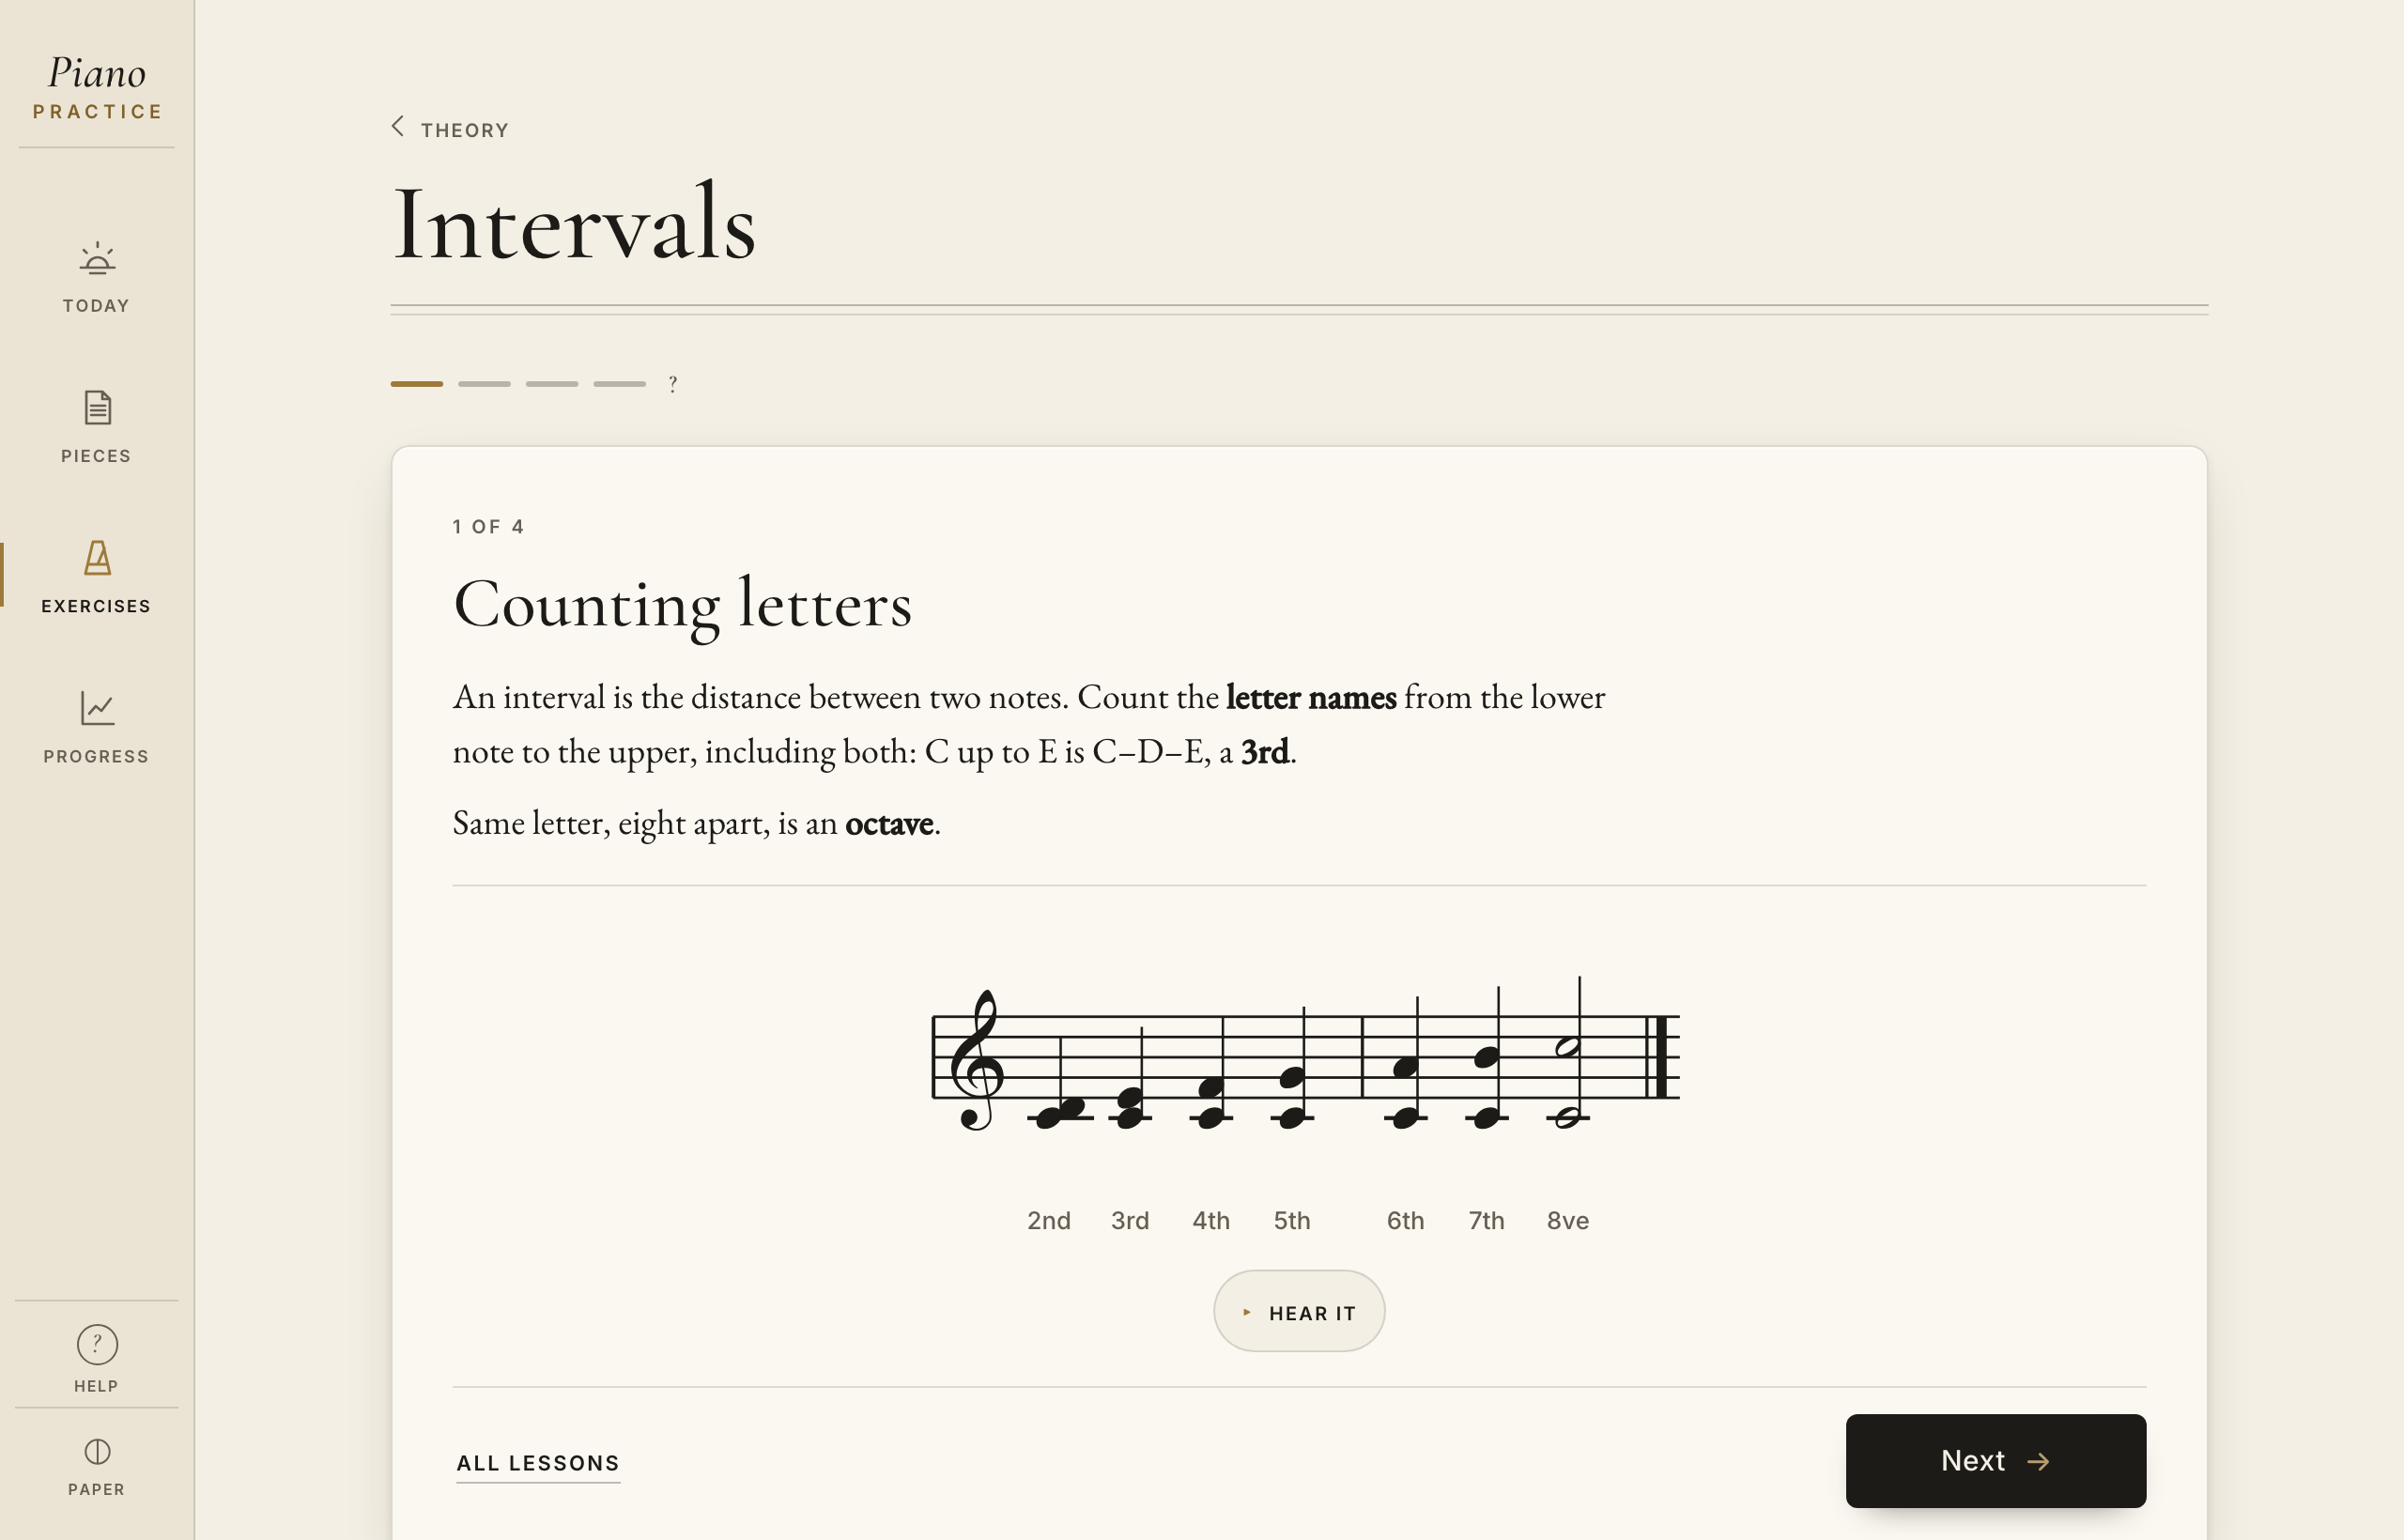 Piano
PRACTICE
TODAY
PIECES
EXERCISES
PROGRESS
?
HELP
PAPER
THEORY
Intervals
?
1 OF 4
Counting letters
An interval is the distance between two notes. Count the letter names from the lower
note to the upper, including both: C up to E is C–D–E, a 3rd.
Same letter, eight apart, is an octave.
2nd 3rd 4th 5th 6th 7th 8ve
HEAR IT
ALL LESSONS
Next →